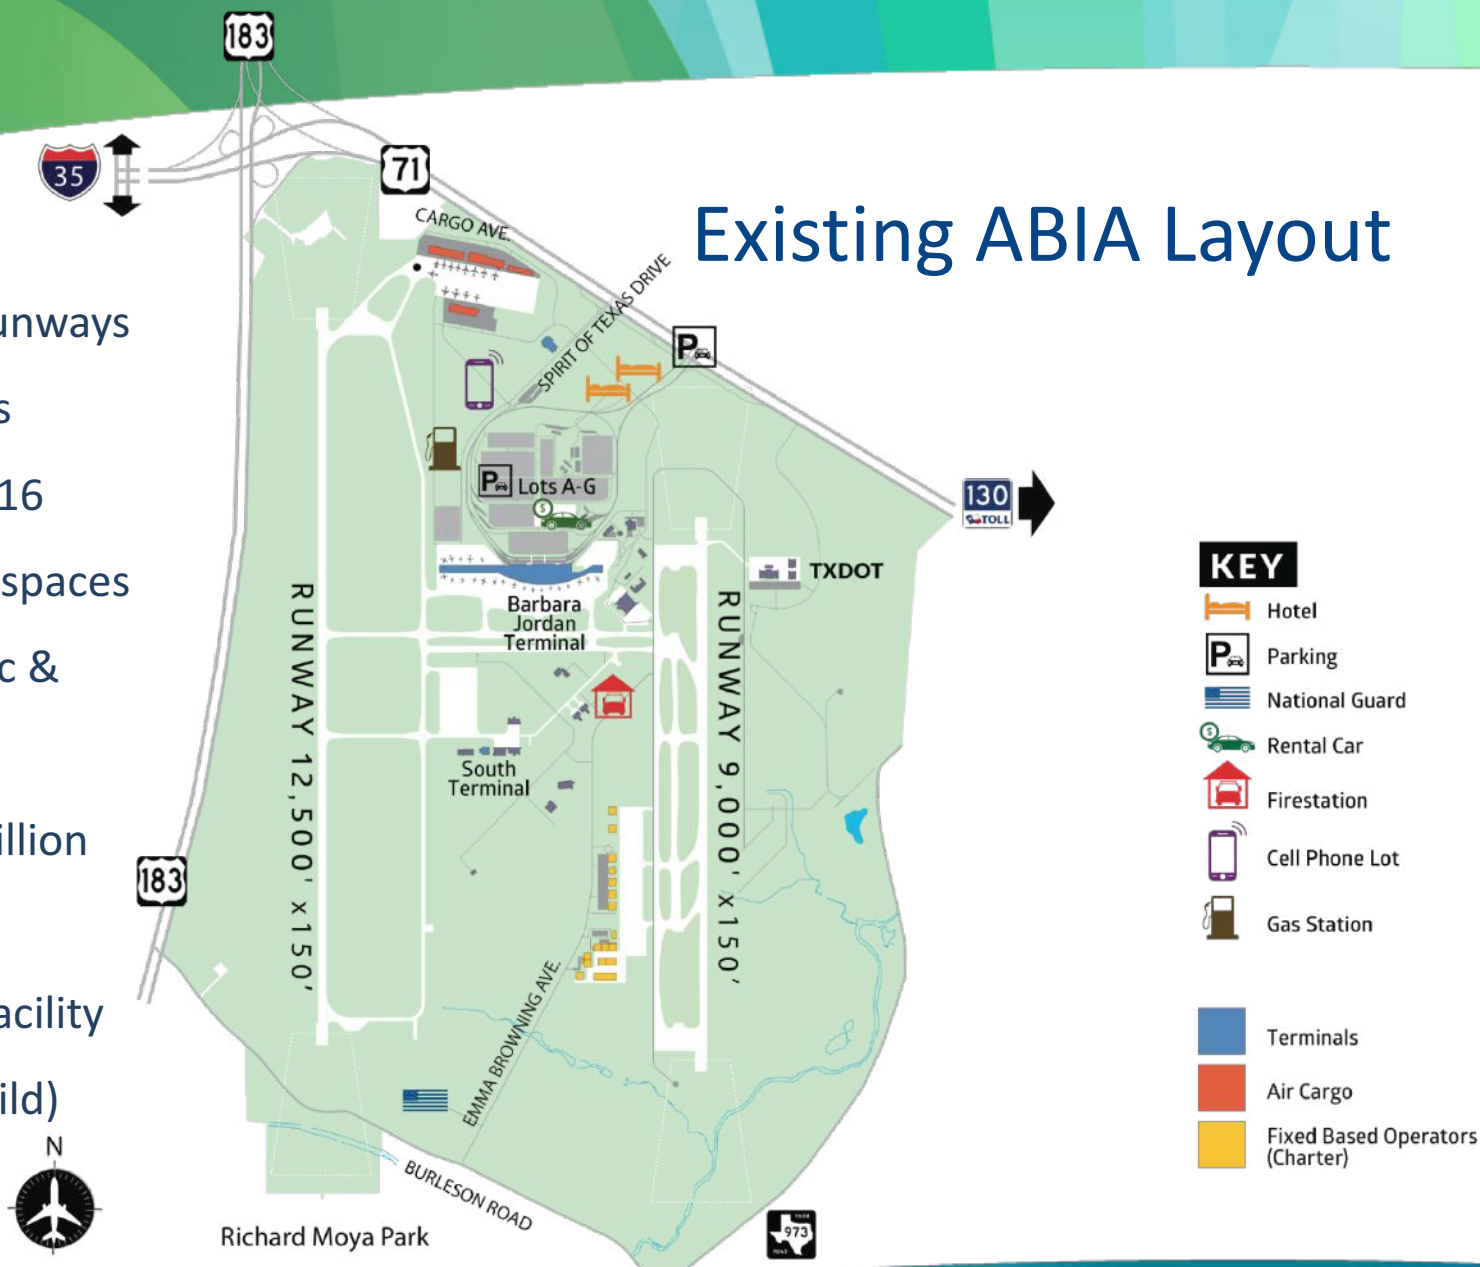 183
35
71
CARGO AVE.
Existing ABIA Layout
SPIRIT OF TEXAS DRIVE
unways
s
16
spaces
c &
illion
acility
ild)
P
P
Lots A-G
$
130
TOLL
TXDOT
Barbara
Jordan
Terminal
RUNWAY 12,500' x150'
RUNWAY 9,000' x150'
South
Terminal
183
EMMA BROWNING AVE.
BURLESON ROAD
N
Richard Moya Park
973
KEY
Hotel
P
Parking
National Guard
$
Rental Car
Firestation
Cell Phone Lot
Gas Station
Terminals
Air Cargo
Fixed Based Operators
(Charter)